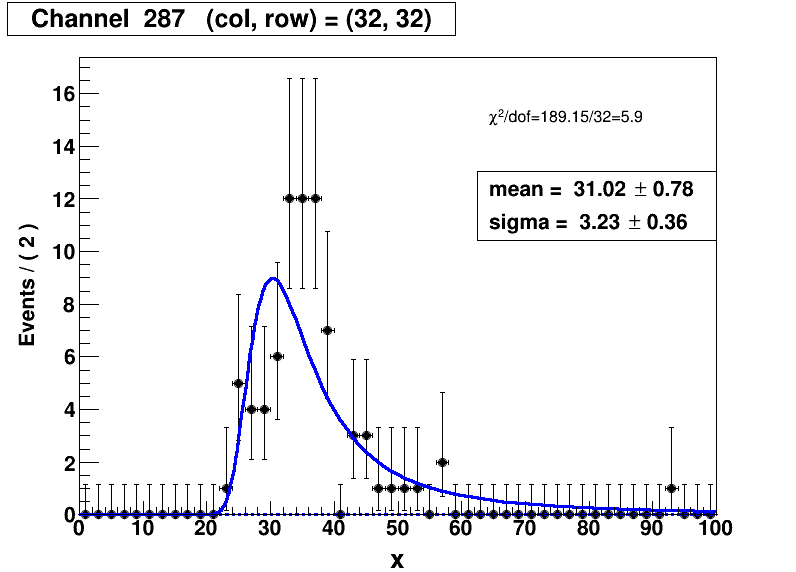 Channel  287   (col, row) = (32, 32)
χ²/dof=189.15/32=5.9
mean =  31.02 ± 0.78
sigma =  3.23 ± 0.36
Events / ( 2 )
16
14
12
10
8
6
4
2
0
0 10 20 30 40 50 60 70 80 90 100
x